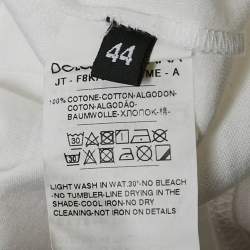 44
JT - F8K
ME - A
100% COTONE-COTTON-ALGODON-
COTON-ALGODÃO-
BAUMWOLLE-ХЛОПОК-棉-
30
LIGHT WASH IN WAT.30°-NO BLEACH
-NO TUMBLER-LINE DRYING IN THE
SHADE-COOL IRON-NO DRY
CLEANING-NOT IRON ON DETAILS